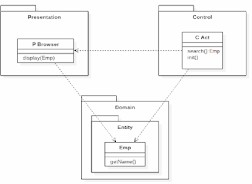 Presentation
P Browser
display(Emp)
Control
C Act
search() Emp
init()
Domain
Entity
Emp
getName()